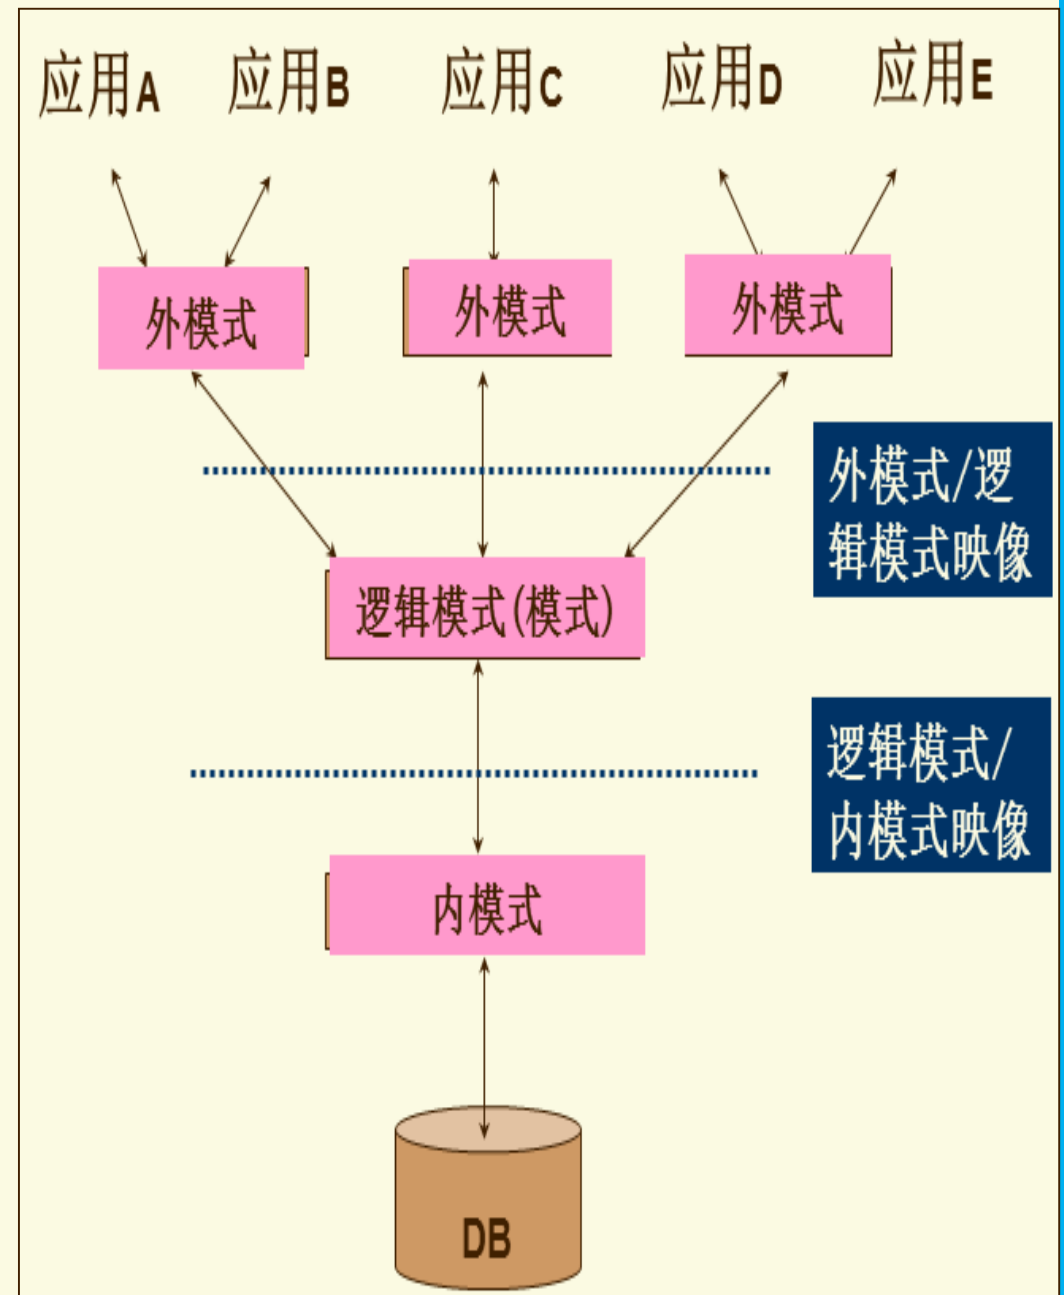 应用A 应用B 应用C 应用D 应用E
外模式 外模式 外模式
外模式/逻
辑模式映像
逻辑模式(模式)
逻辑模式/
内模式映像
内模式
DB